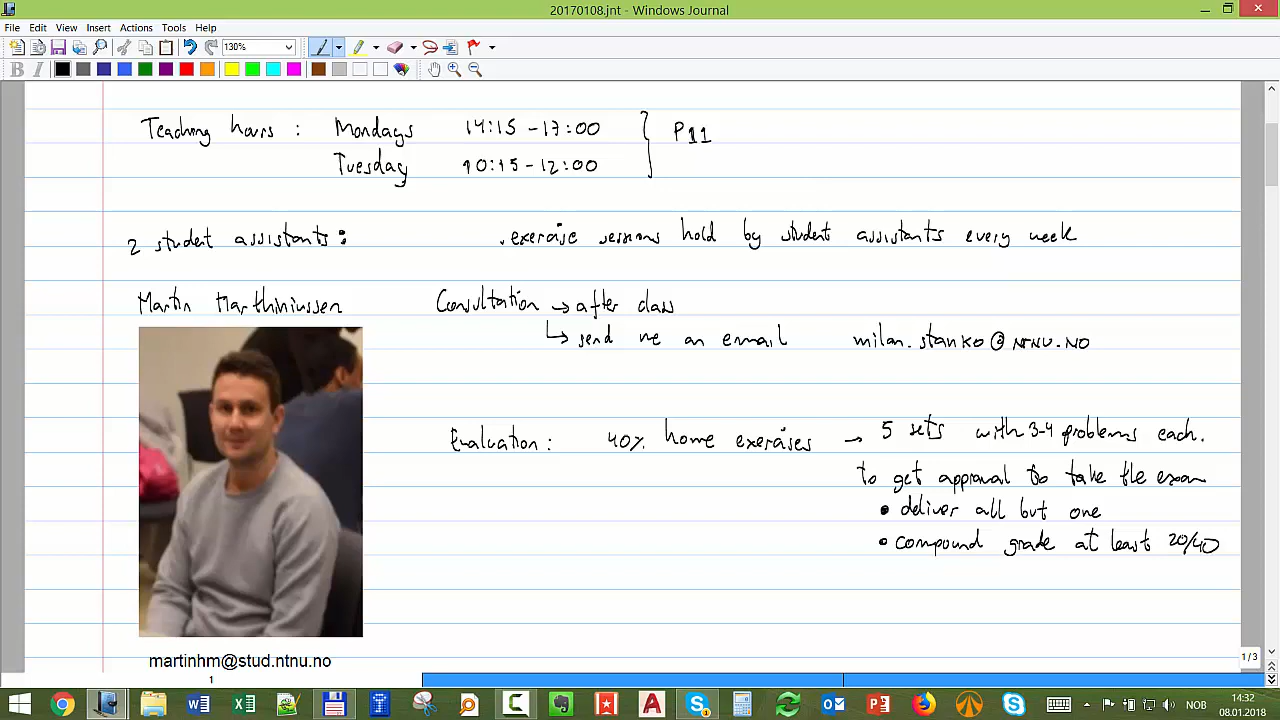 20170108.jnt - Windows Journal
File Edit View Insert Actions Tools Help
130%
Teaching hours : Mondays 14:15 - 17:00 } P11
Tuesday 10:15 - 12:00
2 student assistants : . exercise sessions hold by student assistants every week
Martin Marthiniussen Consultation → after class
↳ send me an email milan.stanko@NTNU.NO
Evaluation : 40% home exercises → 5 sets with 3-4 problems each.
to get approval to take the exam
• deliver all but one
• compound grade at least 20/40
martinhm@stud.ntnu.no
1/3
1
14:32
NOB
08.01.2018